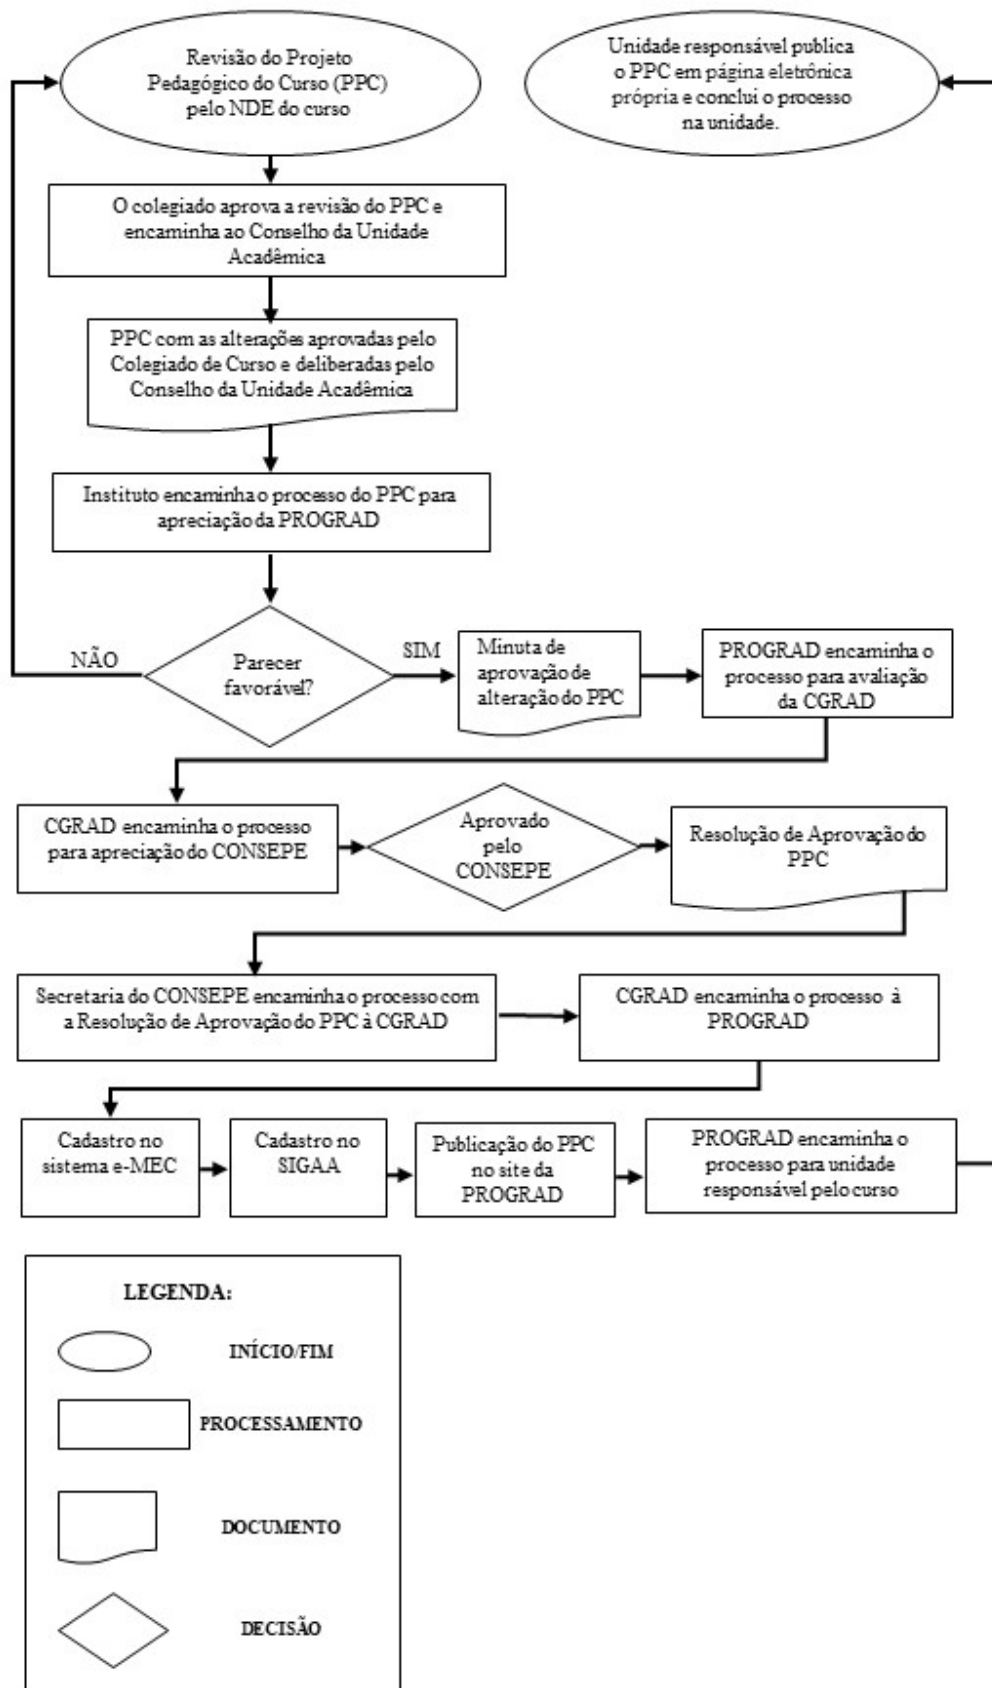 Revisão do Projeto
Pedagógico do Curso (PPC)
pelo NDE do curso
Unidade responsável publica
o PPC em página eletrônica
própria e conclui o processo
na unidade.
O colegiado aprova a revisão do PPC e
encaminha ao Conselho da Unidade
Acadêmica
PPC com as alterações aprovadas pelo
Colegiado de Curso e deliberadas pelo
Conselho da Unidade Acadêmica
Instituto encaminha o processo do PPC para
apreciação da PROGRAD
NÃO
Parecer
favorável?
SIM
Minuta de
aprovação de
alteração do PPC
PROGRAD encaminha o
processo para avaliação
da CGRAD
CGRAD encaminha o processo
para apreciação do CONSEPE
Aprovado
pelo
CONSEPE
Resolução de Aprovação do
PPC
Secretaria do CONSEPE encaminha o processo com
a Resolução de Aprovação do PPC à CGRAD
CGRAD encaminha o processo à
PROGRAD
Cadastro no
sistema e-MEC
Cadastro no
SIGAA
Publicação do PPC
no site da
PROGRAD
PROGRAD encaminha o
processo para unidade
responsável pelo curso
LEGENDA:
INÍCIO/FIM
PROCESSAMENTO
DOCUMENTO
DECISÃO